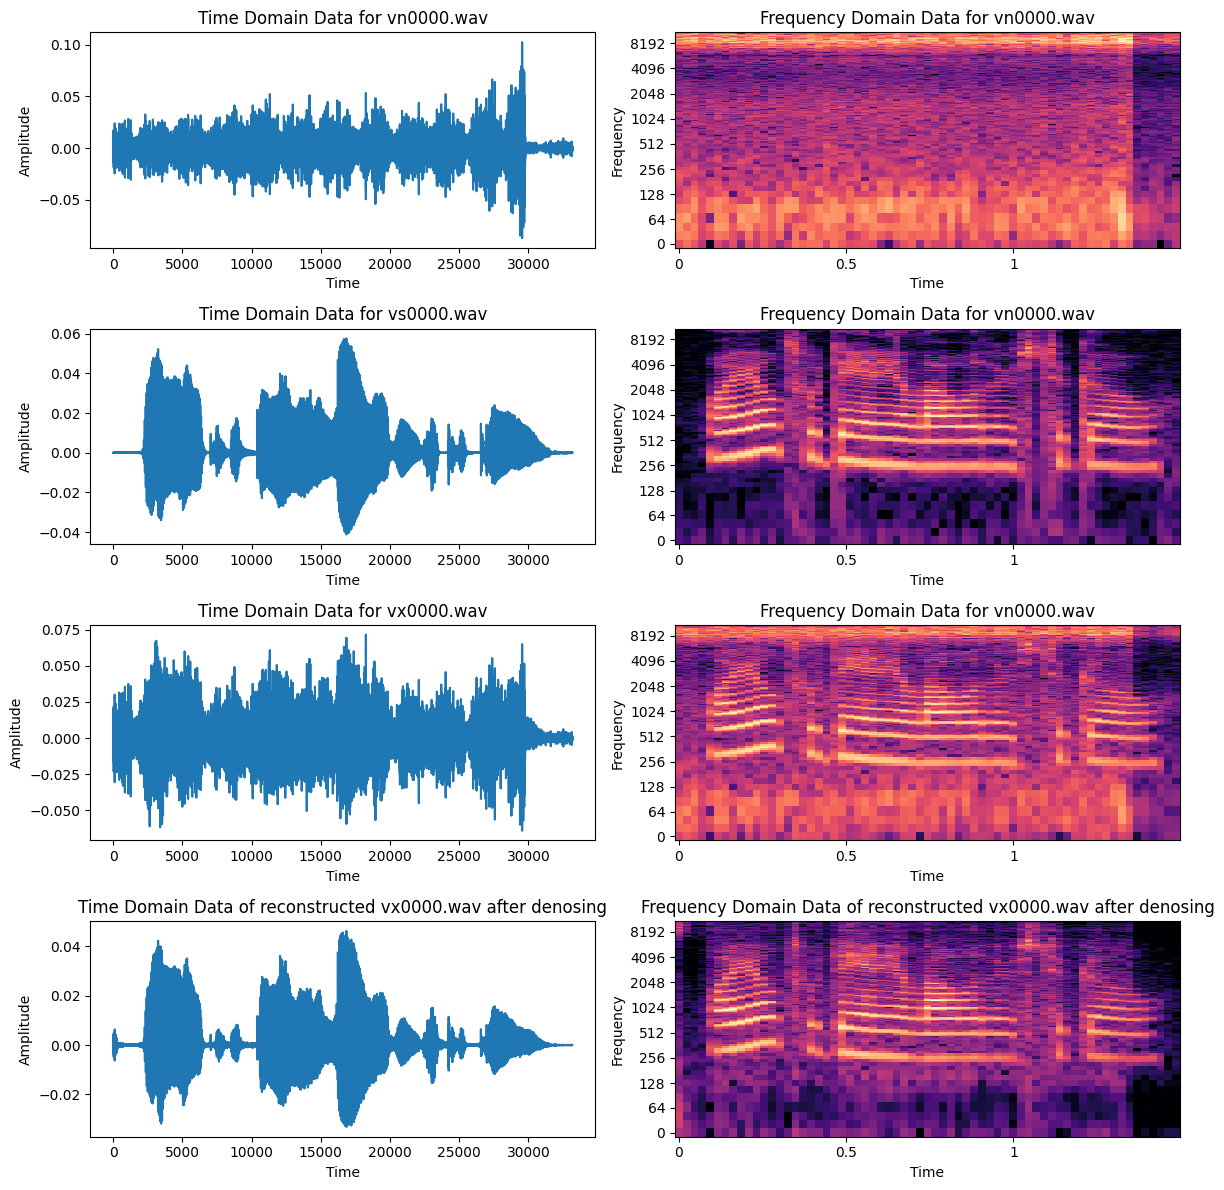 Time Domain Data for vn0000.wav
Amplitude
0.10
0.05
0.00
−0.05
0 5000 10000 15000 20000 25000 30000
Time
Frequency Domain Data for vn0000.wav
Frequency
8192
4096
2048
1024
512
256
128
64
0
0 0.5 1
Time
Time Domain Data for vs0000.wav
Amplitude
0.06
0.04
0.02
0.00
−0.02
−0.04
0 5000 10000 15000 20000 25000 30000
Time
Frequency Domain Data for vn0000.wav
Frequency
8192
4096
2048
1024
512
256
128
64
0
0 0.5 1
Time
Time Domain Data for vx0000.wav
Amplitude
0.075
0.050
0.025
0.000
−0.025
−0.050
0 5000 10000 15000 20000 25000 30000
Time
Frequency Domain Data for vn0000.wav
Frequency
8192
4096
2048
1024
512
256
128
64
0
0 0.5 1
Time
Time Domain Data of reconstructed vx0000.wav after denosing
Amplitude
0.04
0.02
0.00
−0.02
0 5000 10000 15000 20000 25000 30000
Time
Frequency Domain Data of reconstructed vx0000.wav after denosing
Frequency
8192
4096
2048
1024
512
256
128
64
0
0 0.5 1
Time